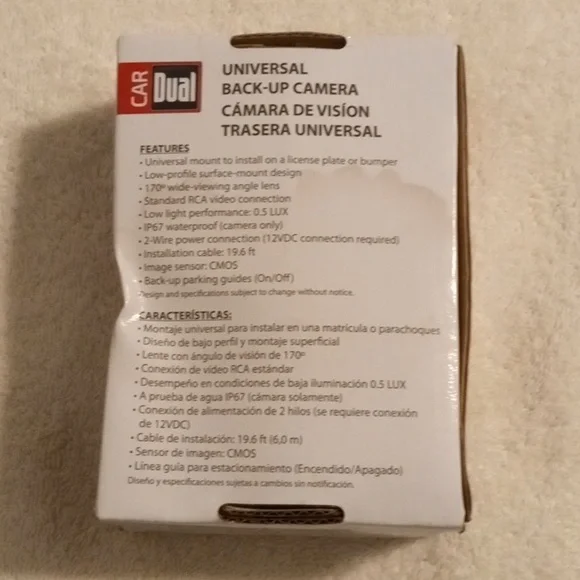 CAR
Dual
UNIVERSAL
BACK-UP CAMERA
CÁMARA DE VISÍON
TRASERA UNIVERSAL
FEATURES
• Universal mount to install on a license plate or bumper
• Low-profile surface-mount design
• 170º wide-viewing angle lens
• Standard RCA video connection
• Low light performance: 0.5 LUX
• IP67 waterproof (camera only)
• 2-Wire power connection (12VDC connection required)
• Installation cable: 19.6 ft
• Image sensor: CMOS
• Back-up parking guides (On/Off)
Design and specifications subject to change without notice.
CARACTERÍSTICAS:
• Montaje universal para instalar en una matrícula o parachoques
• Diseño de bajo perfil y montaje superficial
• Lente con ángulo de visión de 170º
• Conexión de vídeo RCA estándar
• Desempeño en condiciones de baja iluminación 0.5 LUX
• A prueba de agua IP67 (cámara solamente)
• Conexión de alimentación de 2 hilos (se requiere conexión
de 12VDC)
• Cable de instalación: 19.6 ft (6,0 m)
• Sensor de imagen: CMOS
• Línea guía para estacionamiento (Encendido/Apagado)
Diseño y especificaciones sujetas a cambios sin notificación.